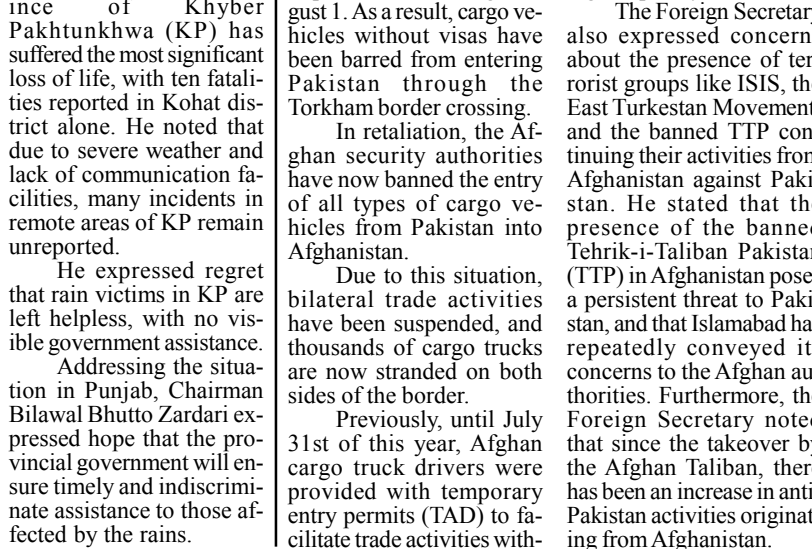 ince of Khyber
Pakhtunkhwa (KP) has
suffered the most significant
loss of life, with ten fatali-
ties reported in Kohat dis-
trict alone. He noted that
due to severe weather and
lack of communication fa-
cilities, many incidents in
remote areas of KP remain
unreported.
He expressed regret
that rain victims in KP are
left helpless, with no vis-
ible government assistance.
Addressing the situa-
tion in Punjab, Chairman
Bilawal Bhutto Zardari ex-
pressed hope that the pro-
vincial government will en-
sure timely and indiscrimi-
nate assistance to those af-
fected by the rains.
gust 1. As a result, cargo ve-
hicles without visas have
been barred from entering
Pakistan through the
Torkham border crossing.
In retaliation, the Af-
ghan security authorities
have now banned the entry
of all types of cargo ve-
hicles from Pakistan into
Afghanistan.
Due to this situation,
bilateral trade activities
have been suspended, and
thousands of cargo trucks
are now stranded on both
sides of the border.
Previously, until July
31st of this year, Afghan
cargo truck drivers were
provided with temporary
entry permits (TAD) to fa-
cilitate trade activities with-
The Foreign Secretary
also expressed concern
about the presence of ter
rorist groups like ISIS, the
East Turkestan Movement
and the banned TTP con
tinuing their activities from
Afghanistan against Paki
stan. He stated that the
presence of the banned
Tehrik-i-Taliban Pakistan
(TTP) in Afghanistan pose
a persistent threat to Paki
stan, and that Islamabad ha
repeatedly conveyed it
concerns to the Afghan au
thorities. Furthermore, the
Foreign Secretary noted
that since the takeover by
the Afghan Taliban, ther
has been an increase in anti
Pakistan activities originat
ing from Afghanistan.